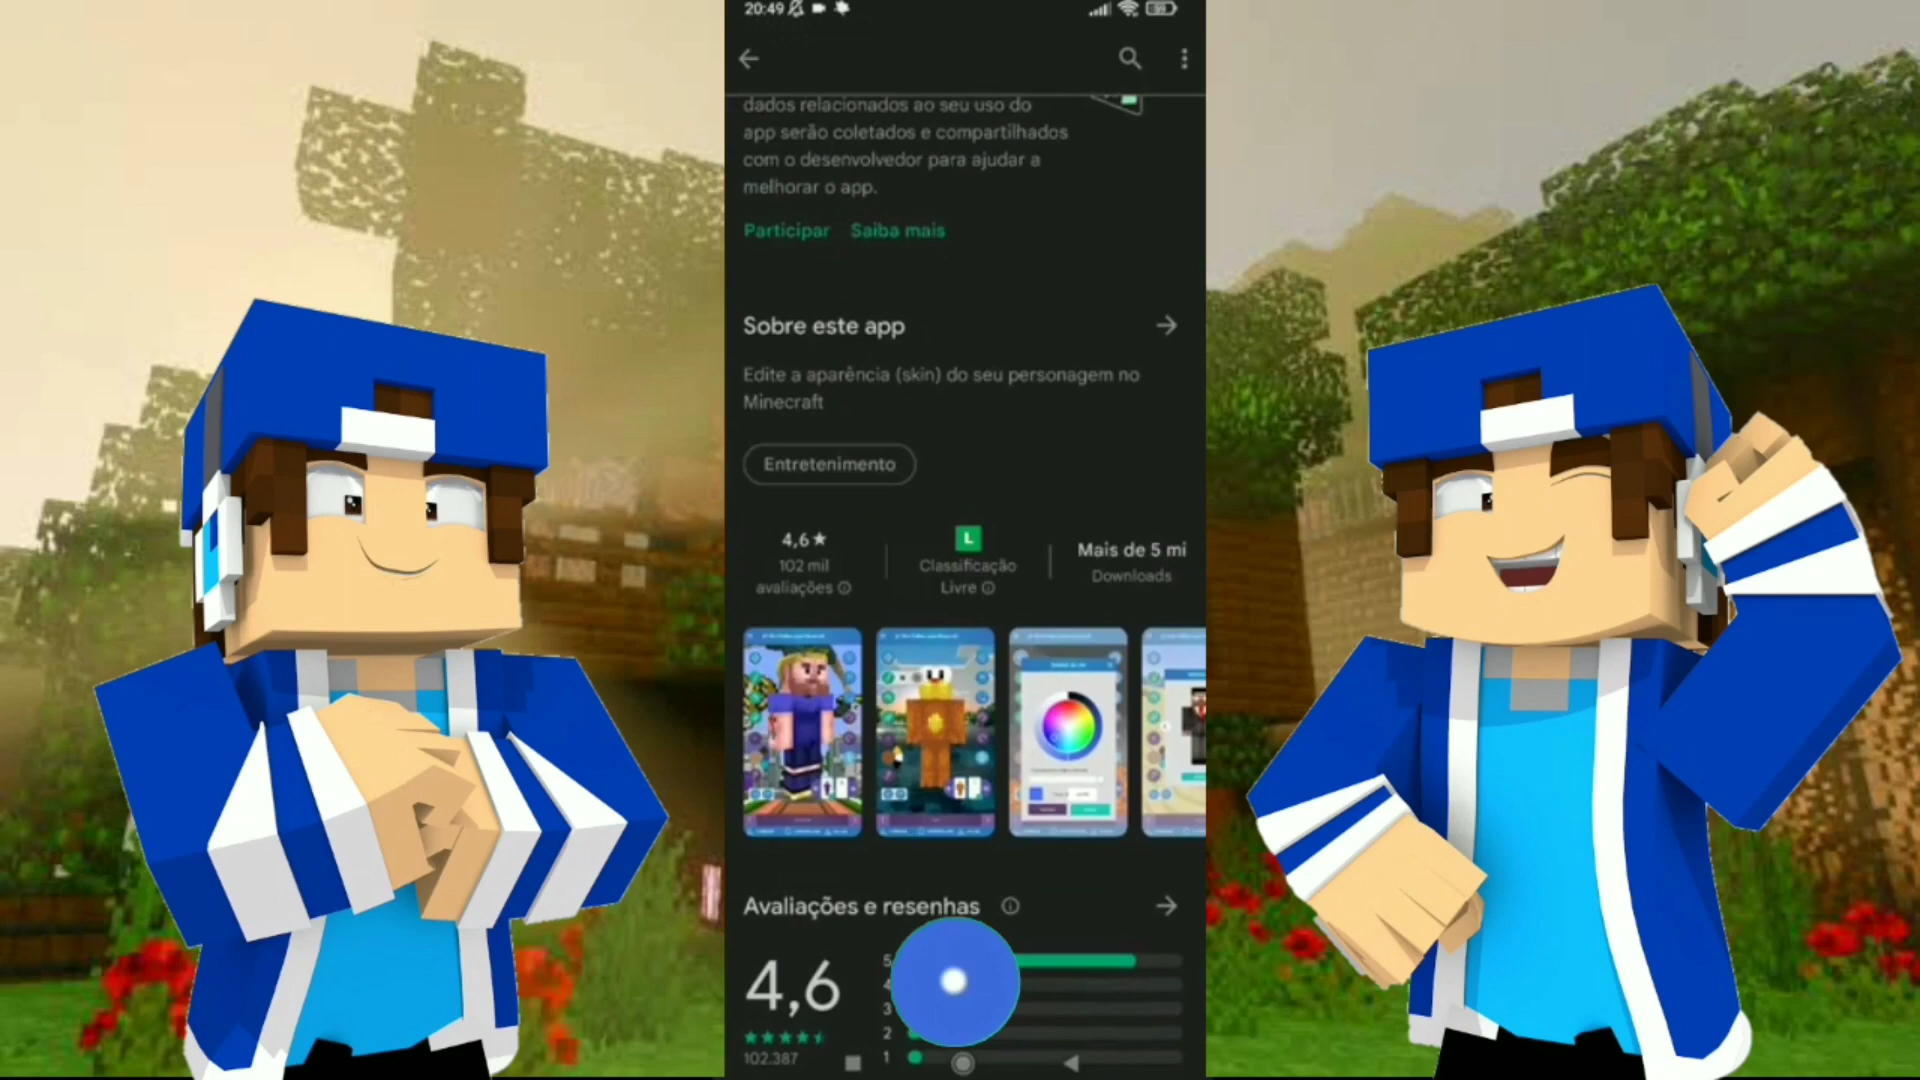 20:49
dados relacionados ao seu uso do
app serão coletados e compartilhados
com o desenvolvedor para ajudar a
melhorar o app.
Participar Saiba mais
Sobre este app
Edite a aparência (skin) do seu personagem no
Minecraft
Entretenimento
4,6★
102 mil
avaliações
L
Classificação
Livre
Mais de 5 mi
Downloads
Avaliações e resenhas
4,6
5
4
3
2
1
102.387